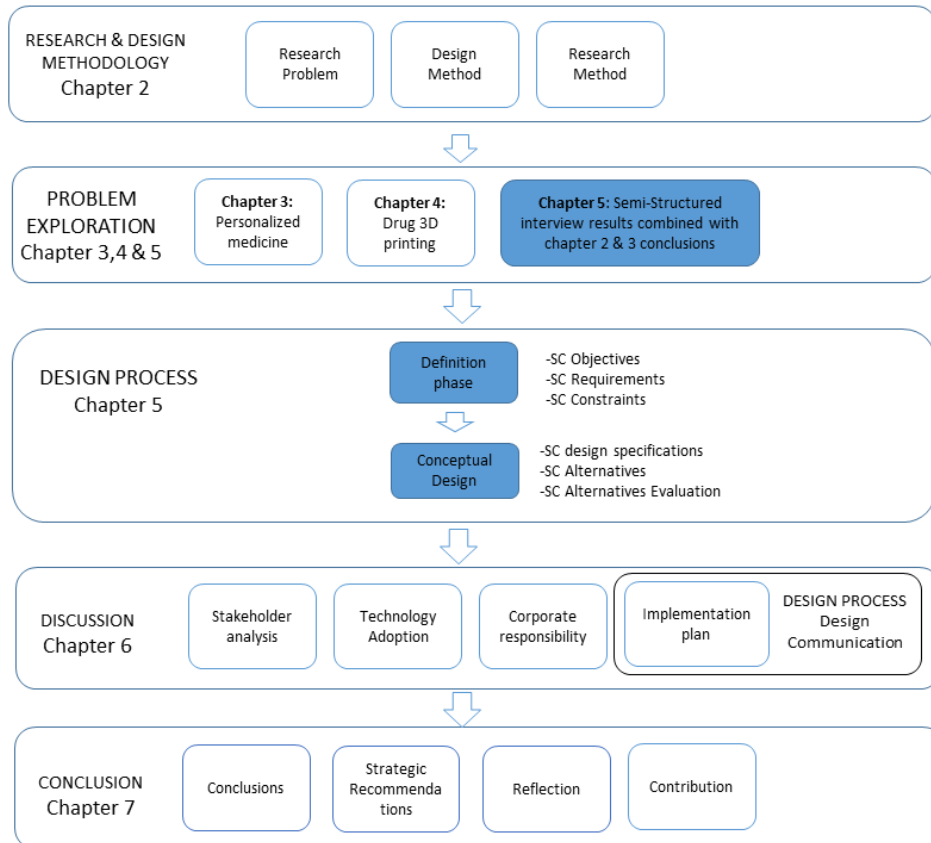 RESEARCH & DESIGN
METHODOLOGY
Chapter 2
Research
Problem
Design
Method
Research
Method
PROBLEM
EXPLORATION
Chapter 3,4 & 5
Chapter 3:
Personalized
medicine
Chapter 4:
Drug 3D
printing
Chapter 5: Semi-Structured
interview results combined with
chapter 2 & 3 conclusions
DESIGN PROCESS
Chapter 5
Definition
phase
-SC Objectives
-SC Requirements
-SC Constraints
Conceptual
Design
-SC design specifications
-SC Alternatives
-SC Alternatives Evaluation
DISCUSSION
Chapter 6
Stakeholder
analysis
Technology
Adoption
Corporate
responsibility
Implementation
plan
DESIGN PROCESS
Design
Communication
CONCLUSION
Chapter 7
Conclusions
Strategic
Recommenda
tions
Reflection
Contribution